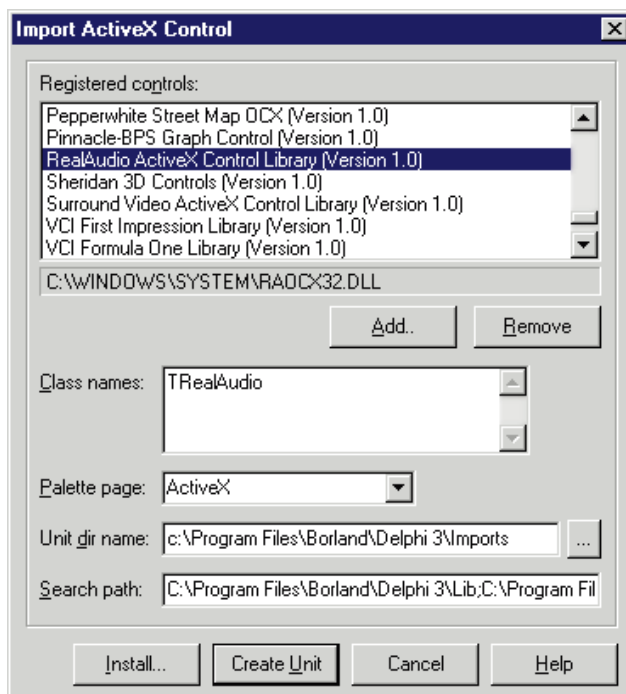 Import ActiveX Control
Registered controls:
Pepperwhite Street Map OCX (Version 1.0)
Pinnacle-BPS Graph Control (Version 1.0)
RealAudio ActiveX Control Library (Version 1.0)
Sheridan 3D Controls (Version 1.0)
Surround Video ActiveX Control Library (Version 1.0)
VCI First Impression Library (Version 1.0)
VCI Formula One Library (Version 1.0)
C:\WINDOWS\SYSTEM\RAOCX32.DLL
Add.. Remove
Class names: TRealAudio
Palette page: ActiveX
Unit dir name: c:\Program Files\Borland\Delphi 3\Imports ...
Search path: C:\Program Files\Borland\Delphi 3\Lib;C:\Program Fil
Install... Create Unit Cancel Help